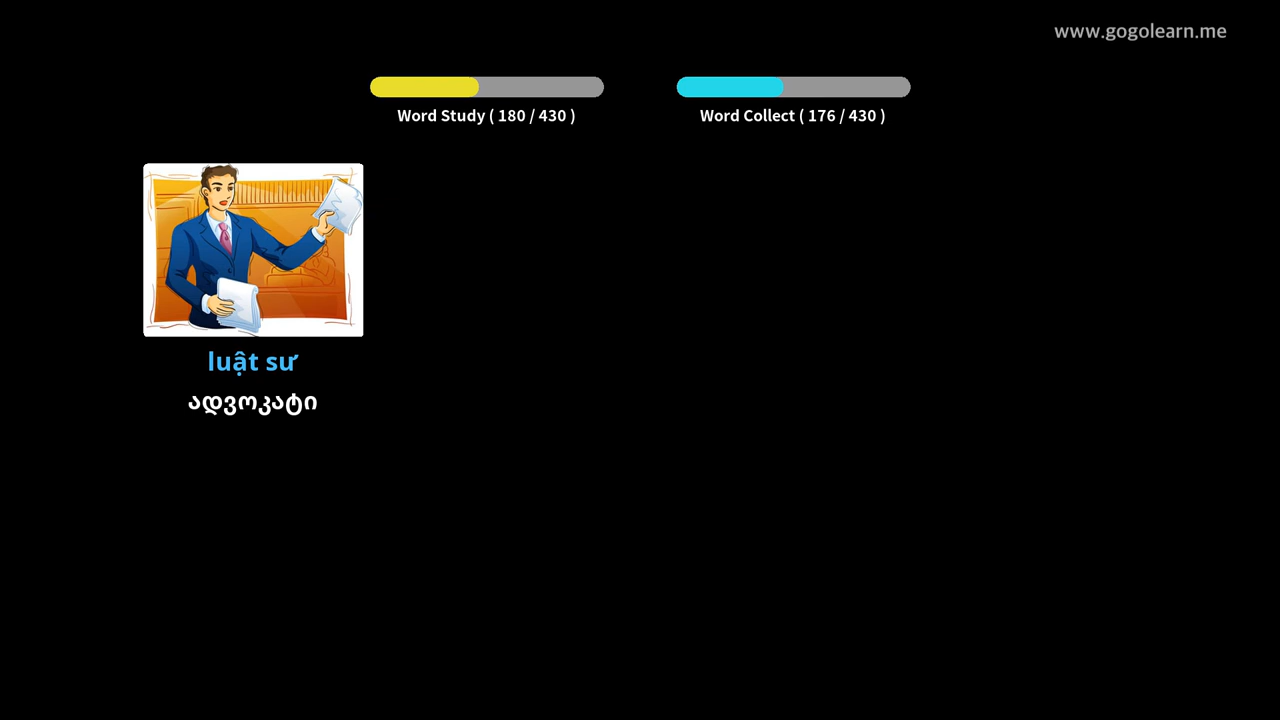 www.gogolearn.me
Word Study ( 180 / 430 )
Word Collect ( 176 / 430 )
luật sư
ადვოკატი